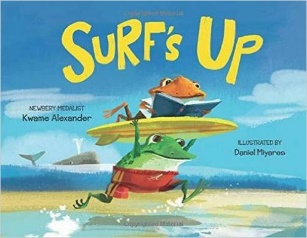 SURF'S UP
NEWBERY MEDALIST
Kwame Alexander
ILLUSTRATED BY
Daniel Miyares